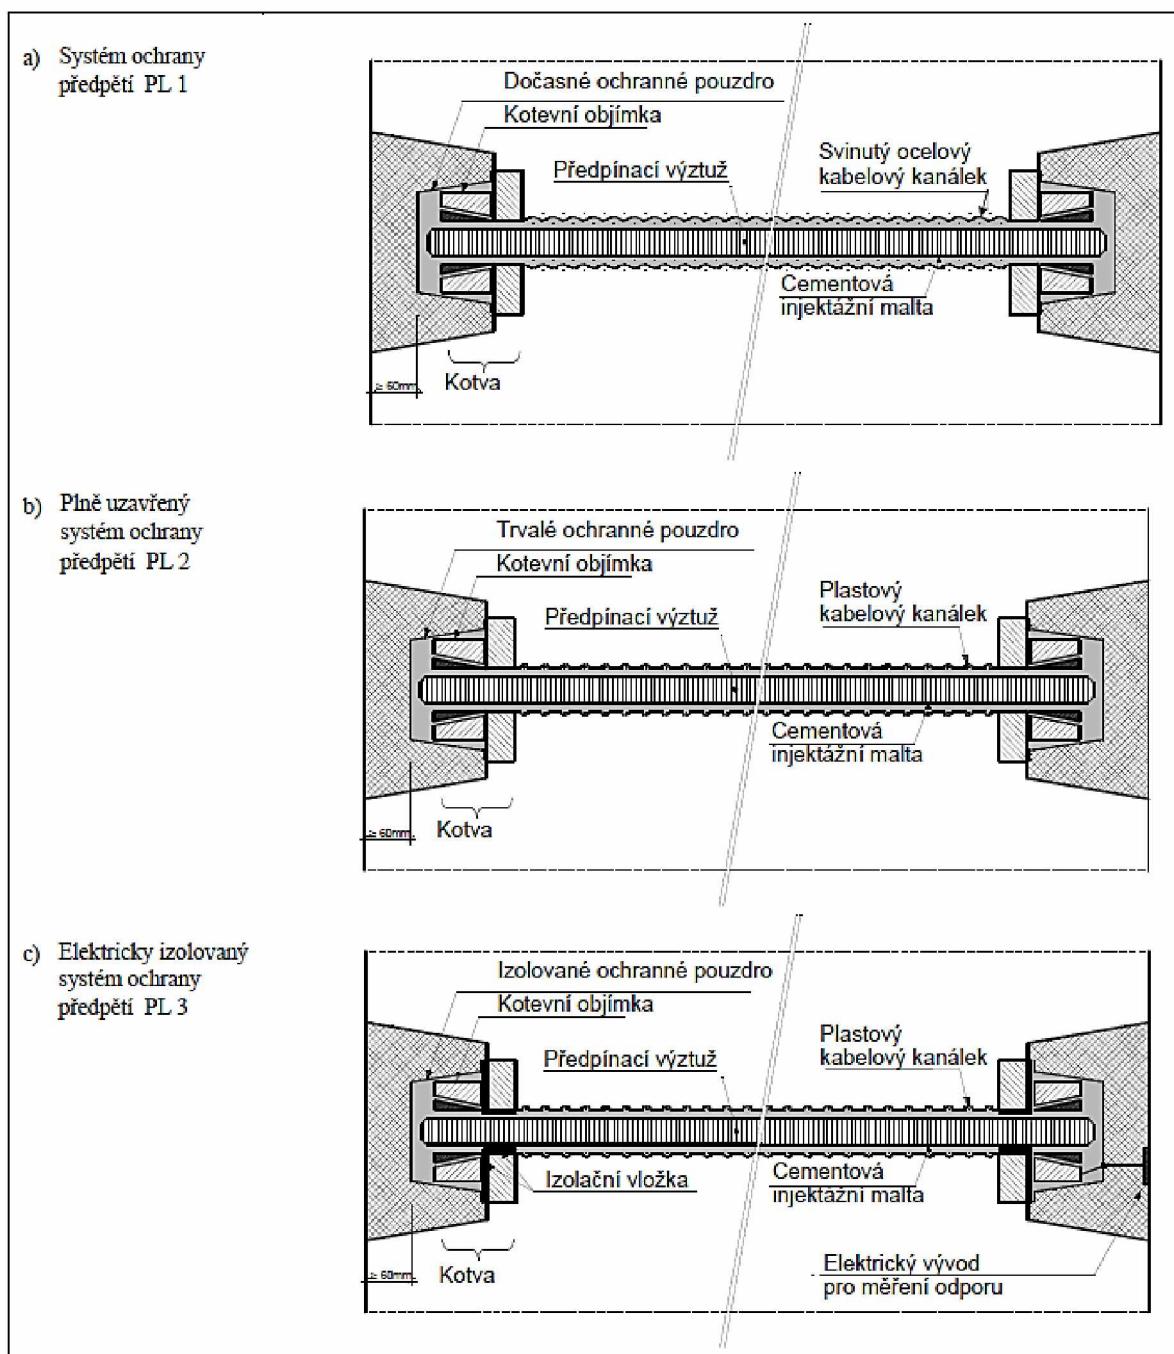 a) Systém ochrany
předpětí PL 1
Dočasné ochranné pouzdro
Kotevní objímka
Předpínací výztuž
Svinutý ocelový
kabelový kanálek
Cementová
injektážní malta
≥ 60mm
Kotva
b) Plně uzavřený
systém ochrany
předpětí PL 2
Trvalé ochranné pouzdro
Kotevní objímka
Předpínací výztuž
Plastový
kabelový kanálek
Cementová
injektážní malta
≥ 60mm
Kotva
c) Elektricky izolovaný
systém ochrany
předpětí PL 3
Izolované ochranné pouzdro
Kotevní objímka
Předpínací výztuž
Plastový
kabelový kanálek
Izolační vložka
Cementová
injektážní malta
≥ 60mm
Kotva
Elektrický vývod
pro měření odporu